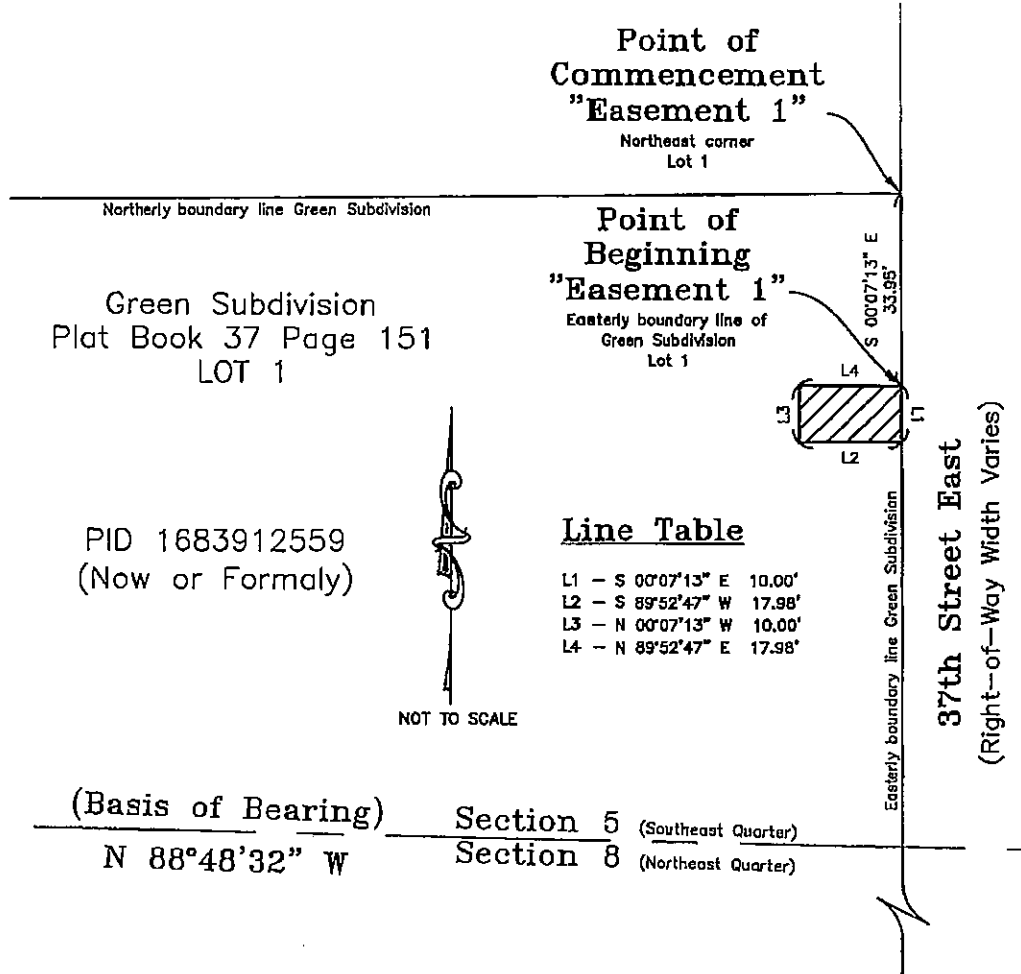 Point of
Commencement
"Easement 1"
Northeast corner
Lot 1
Northerly boundary line Green Subdivision
Point of
Beginning
"Easement 1"
Easterly boundary line of
Green Subdivision
Lot 1
S 00°07'13" E
33.95'
Green Subdivision
Plat Book 37 Page 151
LOT 1
L4
L3
L1
L2
PID 1683912559
(Now or Formaly)
Line Table
L1 – S 00°07'13" E 10.00'
L2 – S 89°52'47" W 17.98'
L3 – N 00°07'13" W 10.00'
L4 – N 89°52'47" E 17.98'
NOT TO SCALE
Easterly boundary line Green Subdivision
37th Street East
(Right-of-Way Width Varies)
(Basis of Bearing)
N 88°48'32" W
Section 5 (Southeast Quarter)
Section 8 (Northeast Quarter)